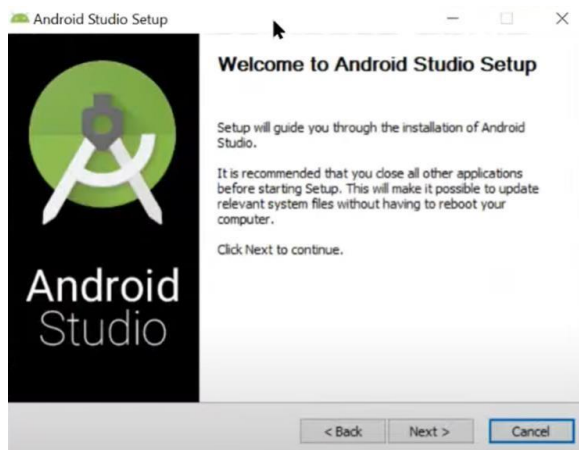 Android Studio Setup
Welcome to Android Studio Setup
Setup will guide you through the installation of Android
Studio.
It is recommended that you close all other applications
before starting Setup. This will make it possible to update
relevant system files without having to reboot your
computer.
Click Next to continue.
Android
Studio
< Back
Next >
Cancel